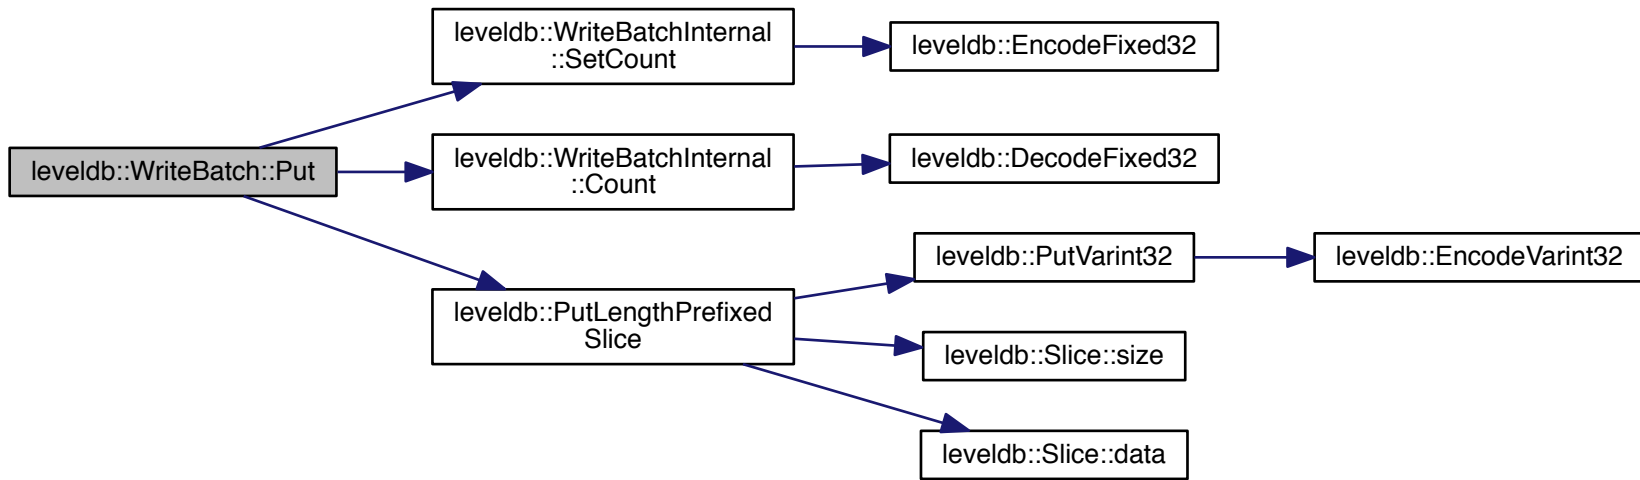 leveldb::WriteBatch::Put
leveldb::WriteBatchInternal
::SetCount
leveldb::EncodeFixed32
leveldb::WriteBatchInternal
::Count
leveldb::DecodeFixed32
leveldb::PutLengthPrefixed
Slice
leveldb::PutVarint32
leveldb::EncodeVarint32
leveldb::Slice::size
leveldb::Slice::data